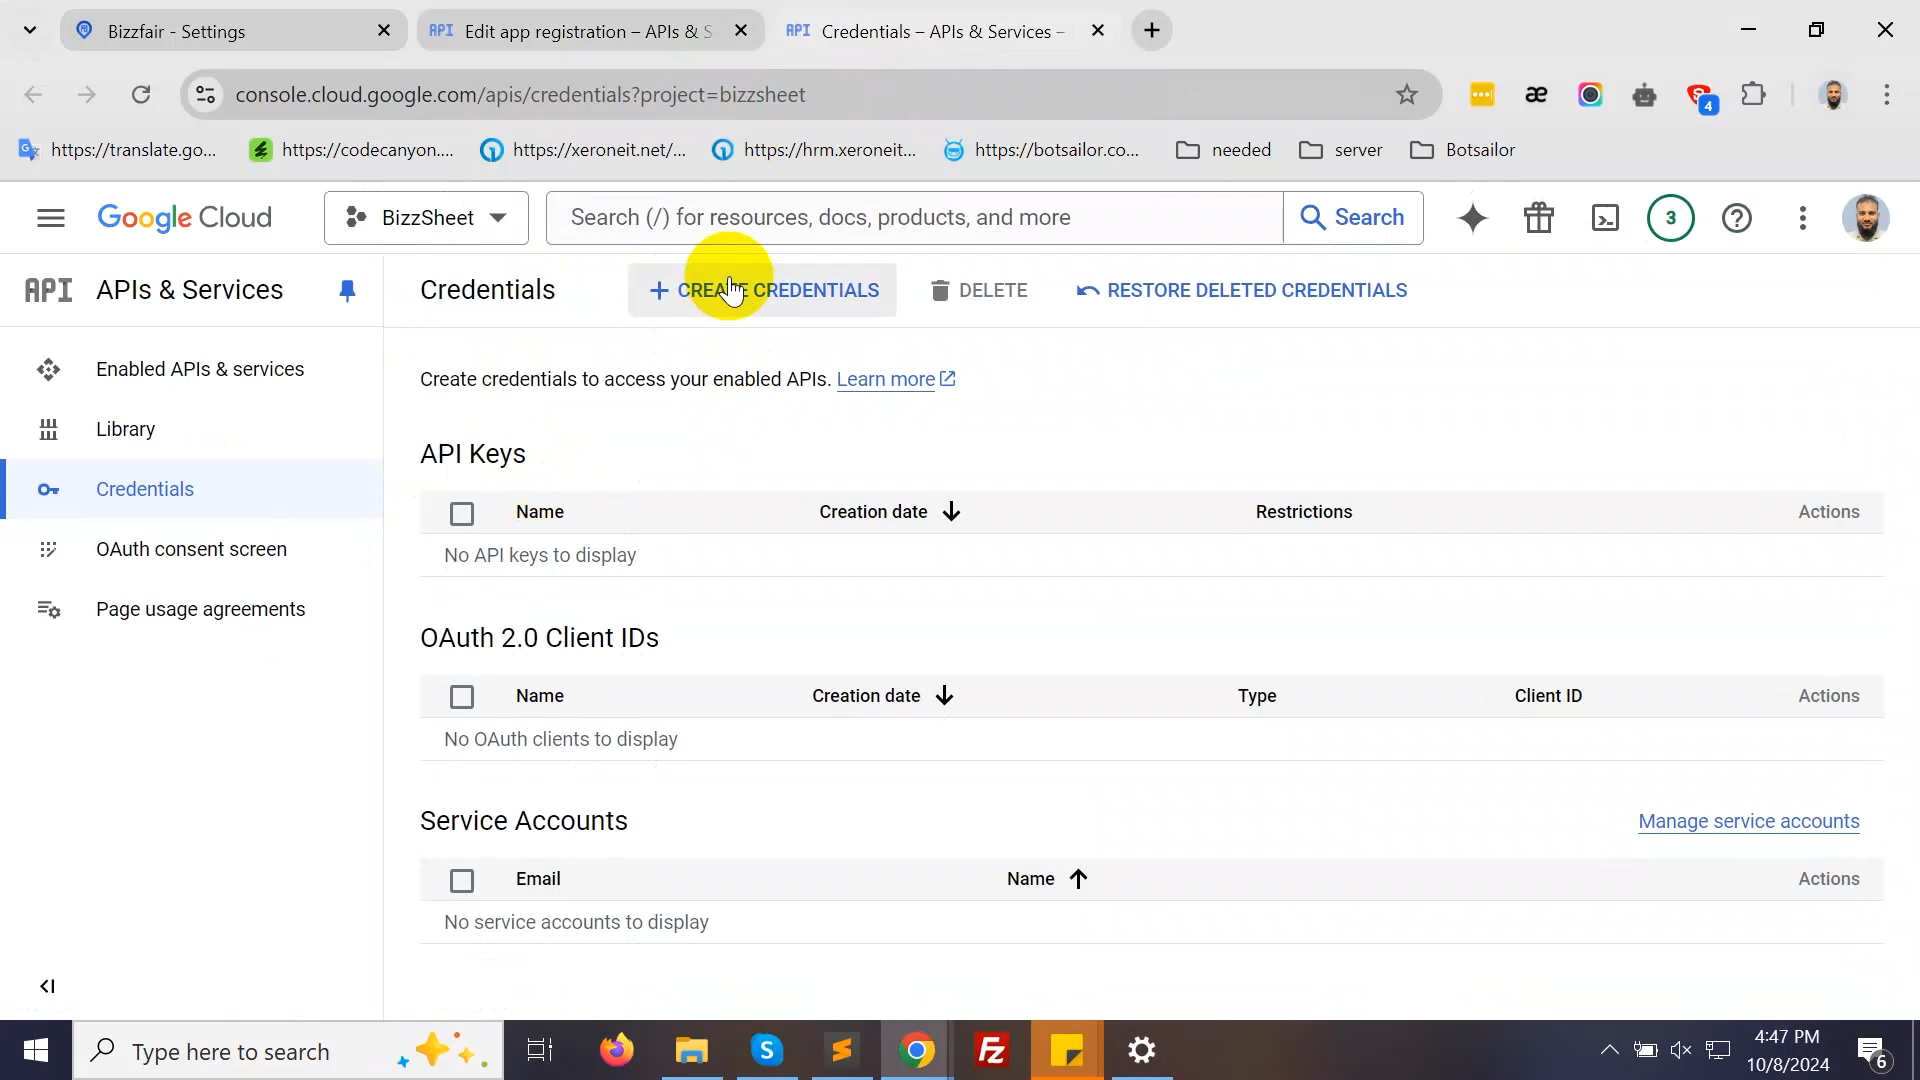 Bizzfair - Settings
API Edit app registration – APIs & S
API Credentials – APIs & Services –
console.cloud.google.com/apis/credentials?project=bizzsheet
4
https://translate.go...
https://codecanyon....
https://xeroneit.net/...
https://hrm.xeroneit...
https://botsailor.co...
needed
server
Botsailor
Google Cloud
BizzSheet
Search (/) for resources, docs, products, and more
Search
3
API APIs & Services
Credentials
CREATE CREDENTIALS
DELETE
RESTORE DELETED CREDENTIALS
Enabled APIs & services
Library
Credentials
OAuth consent screen
Page usage agreements
Create credentials to access your enabled APIs. Learn more
API Keys
Name Creation date Restrictions Actions
No API keys to display
OAuth 2.0 Client IDs
Name Creation date Type Client ID Actions
No OAuth clients to display
Service Accounts
Manage service accounts
Email Name Actions
No service accounts to display
Type here to search
4:47 PM
10/8/2024
6